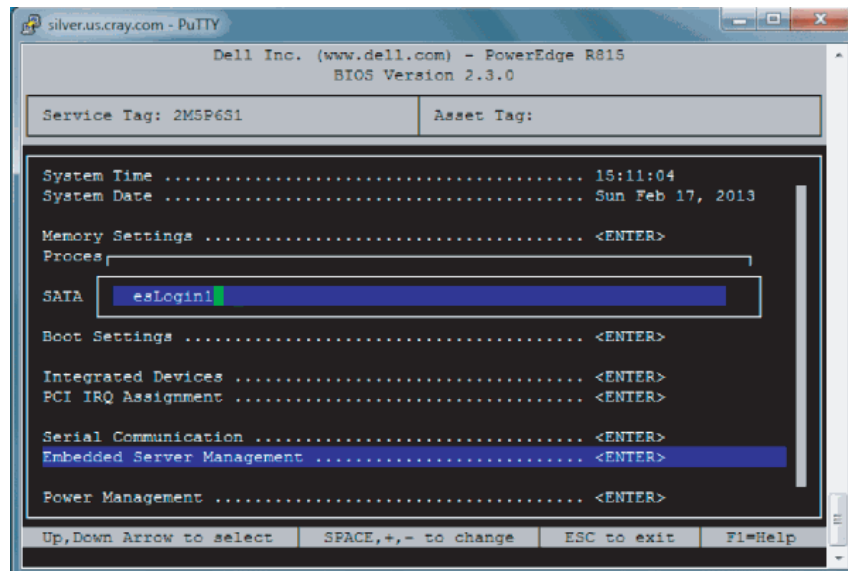 silver.us.cray.com - PuTTY
Dell Inc. (www.dell.com) - PowerEdge R815
BIOS Version 2.3.0
Service Tag: 2M5P6S1 Asset Tag:
System Time ......................................... 15:11:04
System Date ......................................... Sun Feb 17, 2013
Memory Settings ..................................... <ENTER>
Proces
SATA esLogin1
Boot Settings ....................................... <ENTER>
Integrated Devices .................................. <ENTER>
PCI IRQ Assignment .................................. <ENTER>
Serial Communication ................................ <ENTER>
Embedded Server Management .......................... <ENTER>
Power Management .................................... <ENTER>
Up,Down Arrow to select SPACE,+,- to change ESC to exit F1=Help